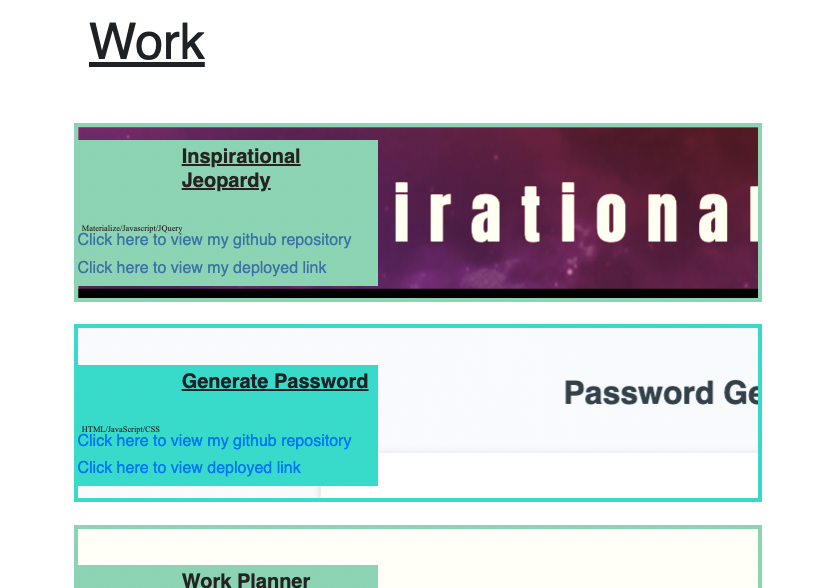 Work
Inspirational
Jeopardy
irational
Materialize/Javascript/JQuery
Click here to view my github repository
Click here to view my deployed link
Generate Password
Password Ge
HTML/JavaScript/CSS
Click here to view my github repository
Click here to view deployed link
Work Planner